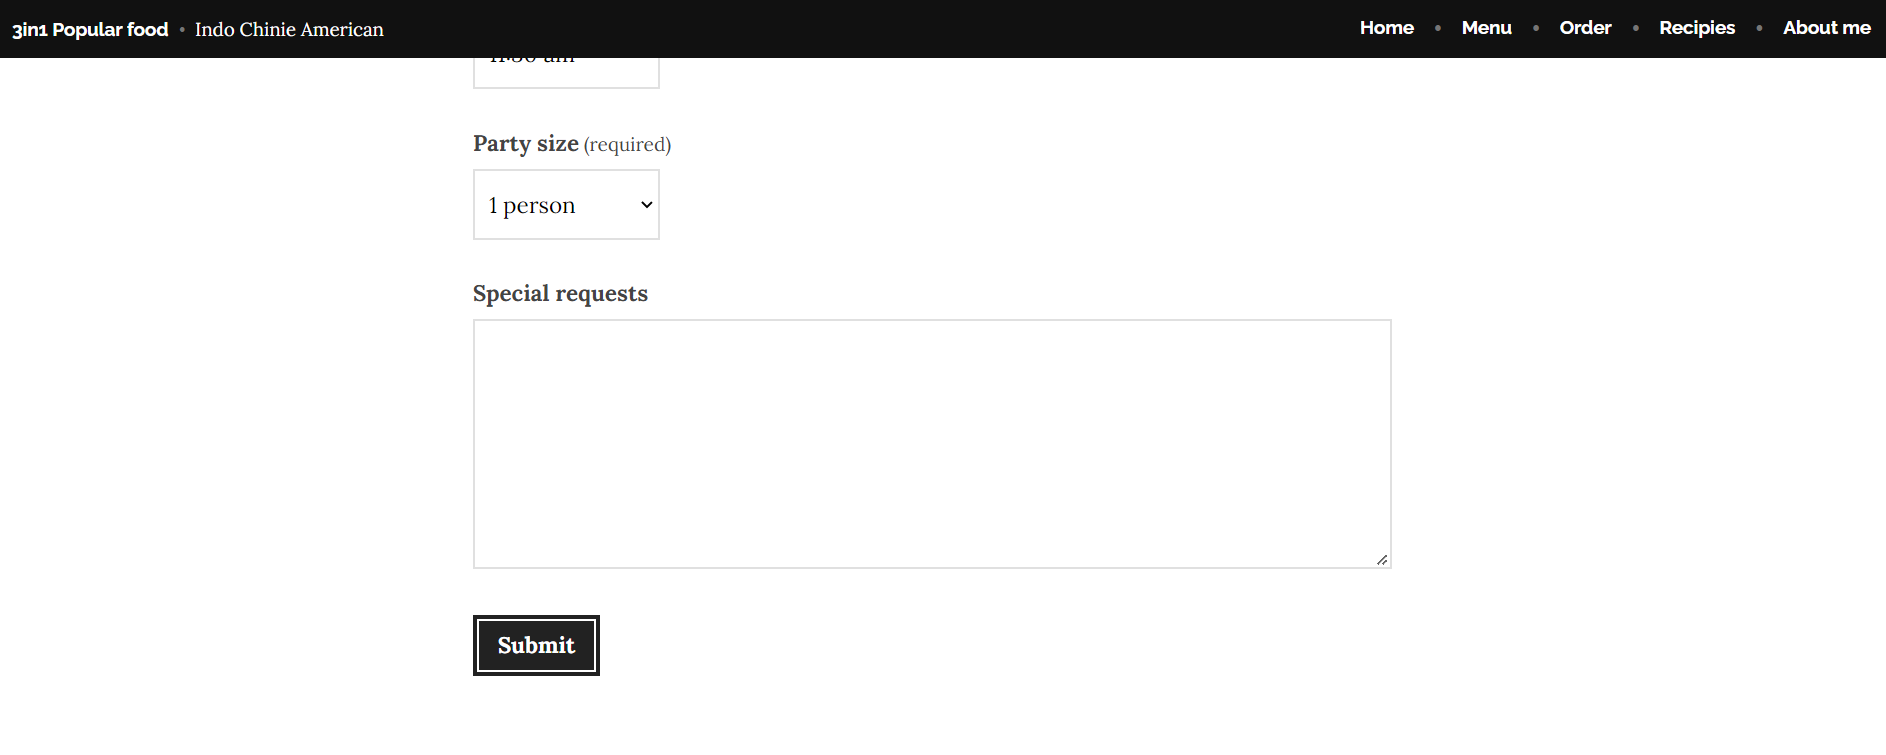 3in1 Popular food • Indo Chinie American
Home • Menu • Order • Recipies • About me
Party size (required)
1 person
Special requests
Submit